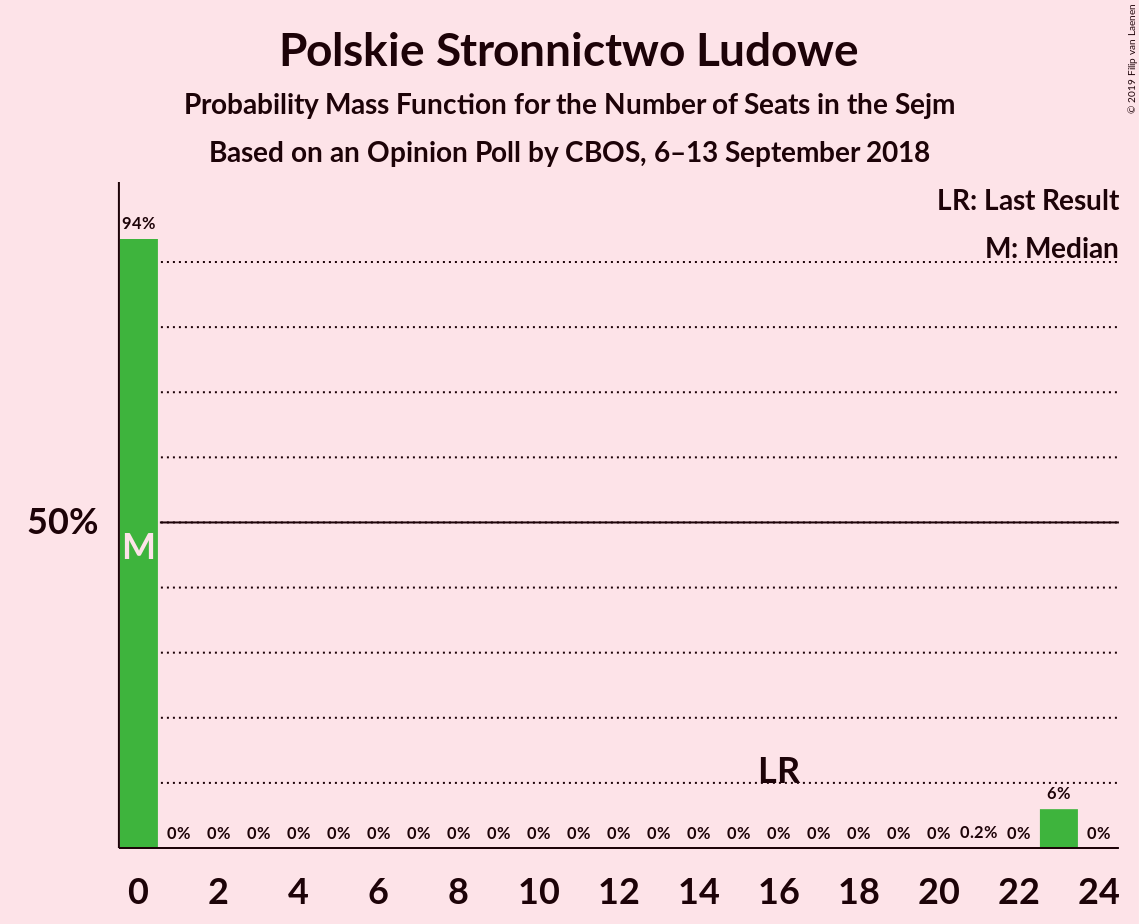 Polskie Stronnictwo Ludowe
Probability Mass Function for the Number of Seats in the Sejm
Based on an Opinion Poll by CBOS, 6–13 September 2018
© 2019 Filip van Laenen
LR: Last Result
M: Median
94%
50%
M
LR
6%
0% 0% 0% 0% 0% 0% 0% 0% 0% 0% 0% 0% 0% 0% 0% 0% 0% 0% 0% 0% 0.2% 0% 0%
0 2 4 6 8 10 12 14 16 18 20 22 24